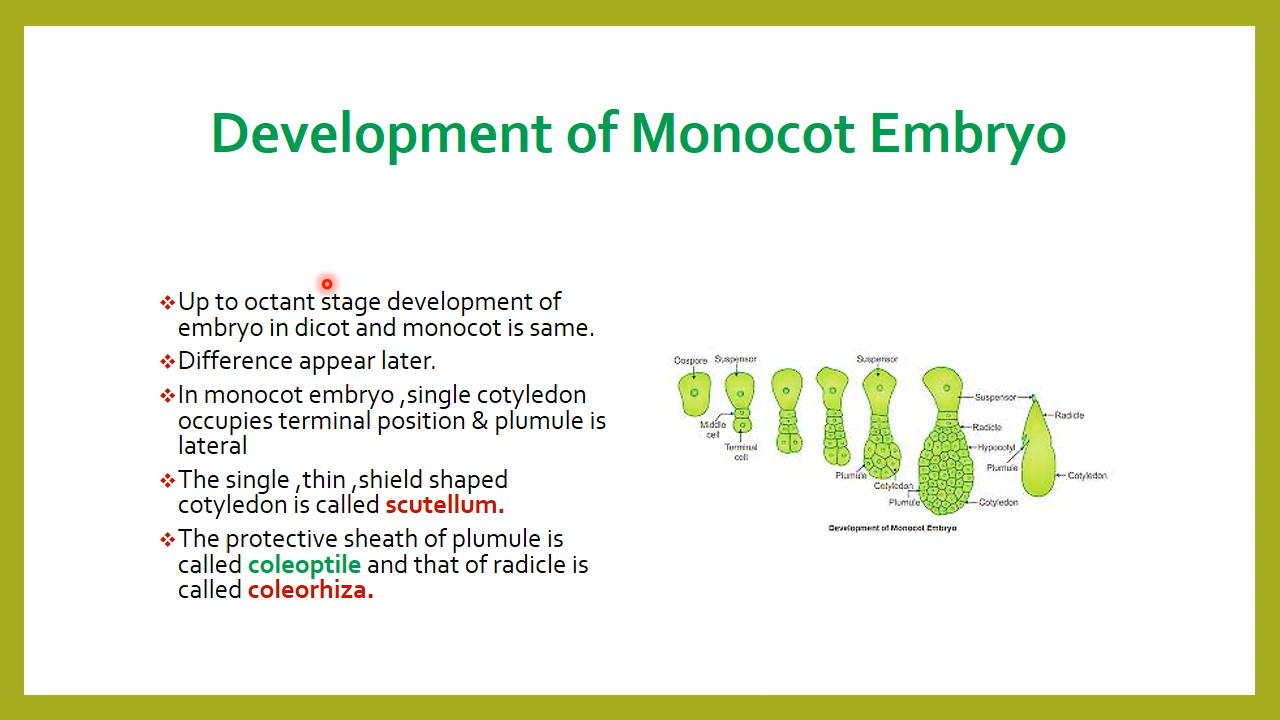 Development of Monocot Embryo
Up to octant stage development of
embryo in dicot and monocot is same.
Difference appear later.
In monocot embryo ,single cotyledon
occupies terminal position & plumule is
lateral
The single ,thin ,shield shaped
cotyledon is called scutellum.
The protective sheath of plumule is
called coleoptile and that of radicle is
called coleorhiza.
Oospore
Suspensor
Suspensor
Middle
cell
Terminal
cell
Plumule
Cotyledon
Plumule
Suspensor
Radicle
Hypocotyl
Plumule
Cotyledon
Radicle
Cotyledon
Development of Monocot Embryo